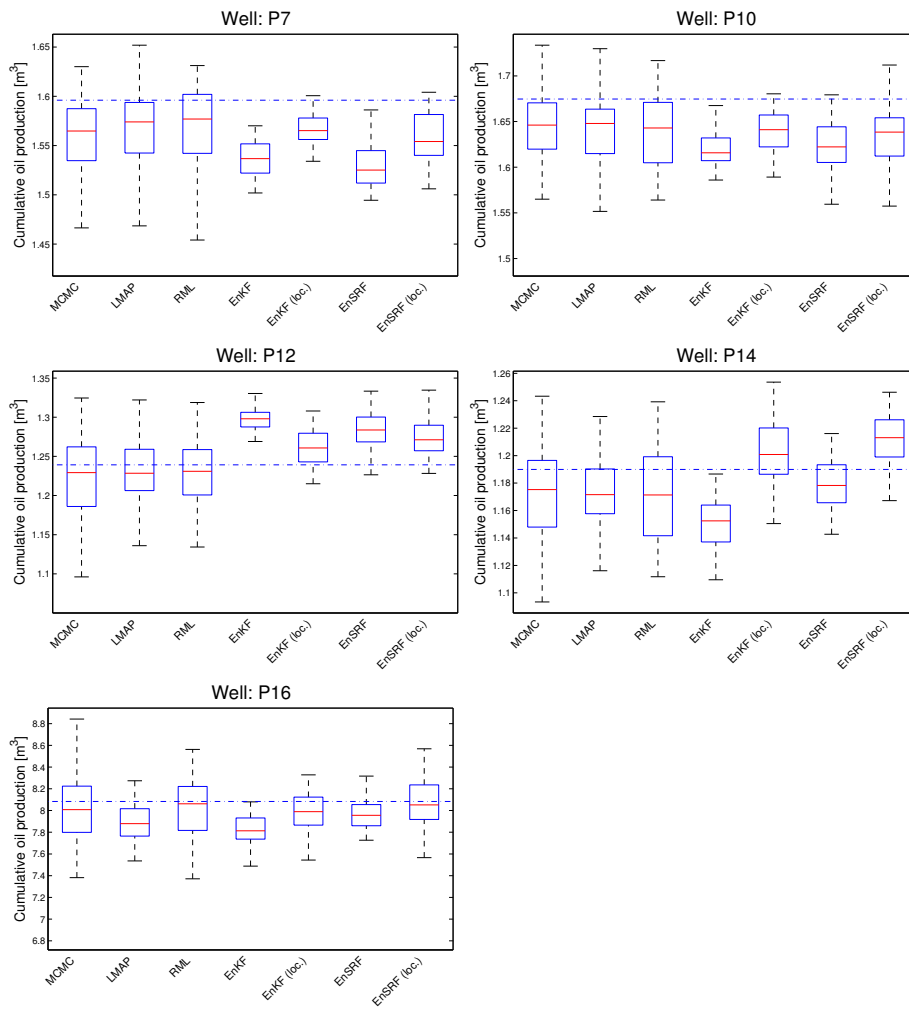 Well: P7
Cumulative oil production [m³]
1.65
1.6
1.55
1.5
1.45
MCMC
LMAP
RML
EnKF
EnKF (loc.)
EnSRF
EnSRF (loc.)
Well: P10
Cumulative oil production [m³]
1.7
1.65
1.6
1.55
1.5
MCMC
LMAP
RML
EnKF
EnKF (loc.)
EnSRF
EnSRF (loc.)
Well: P12
Cumulative oil production [m³]
1.35
1.3
1.25
1.2
1.15
1.1
MCMC
LMAP
RML
EnKF
EnKF (loc.)
EnSRF
EnSRF (loc.)
Well: P14
Cumulative oil production [m³]
1.26
1.24
1.22
1.2
1.18
1.16
1.14
1.12
1.1
MCMC
LMAP
RML
EnKF
EnKF (loc.)
EnSRF
EnSRF (loc.)
Well: P16
Cumulative oil production [m³]
8.8
8.6
8.4
8.2
8
7.8
7.6
7.4
7.2
7
6.8
MCMC
LMAP
RML
EnKF
EnKF (loc.)
EnSRF
EnSRF (loc.)